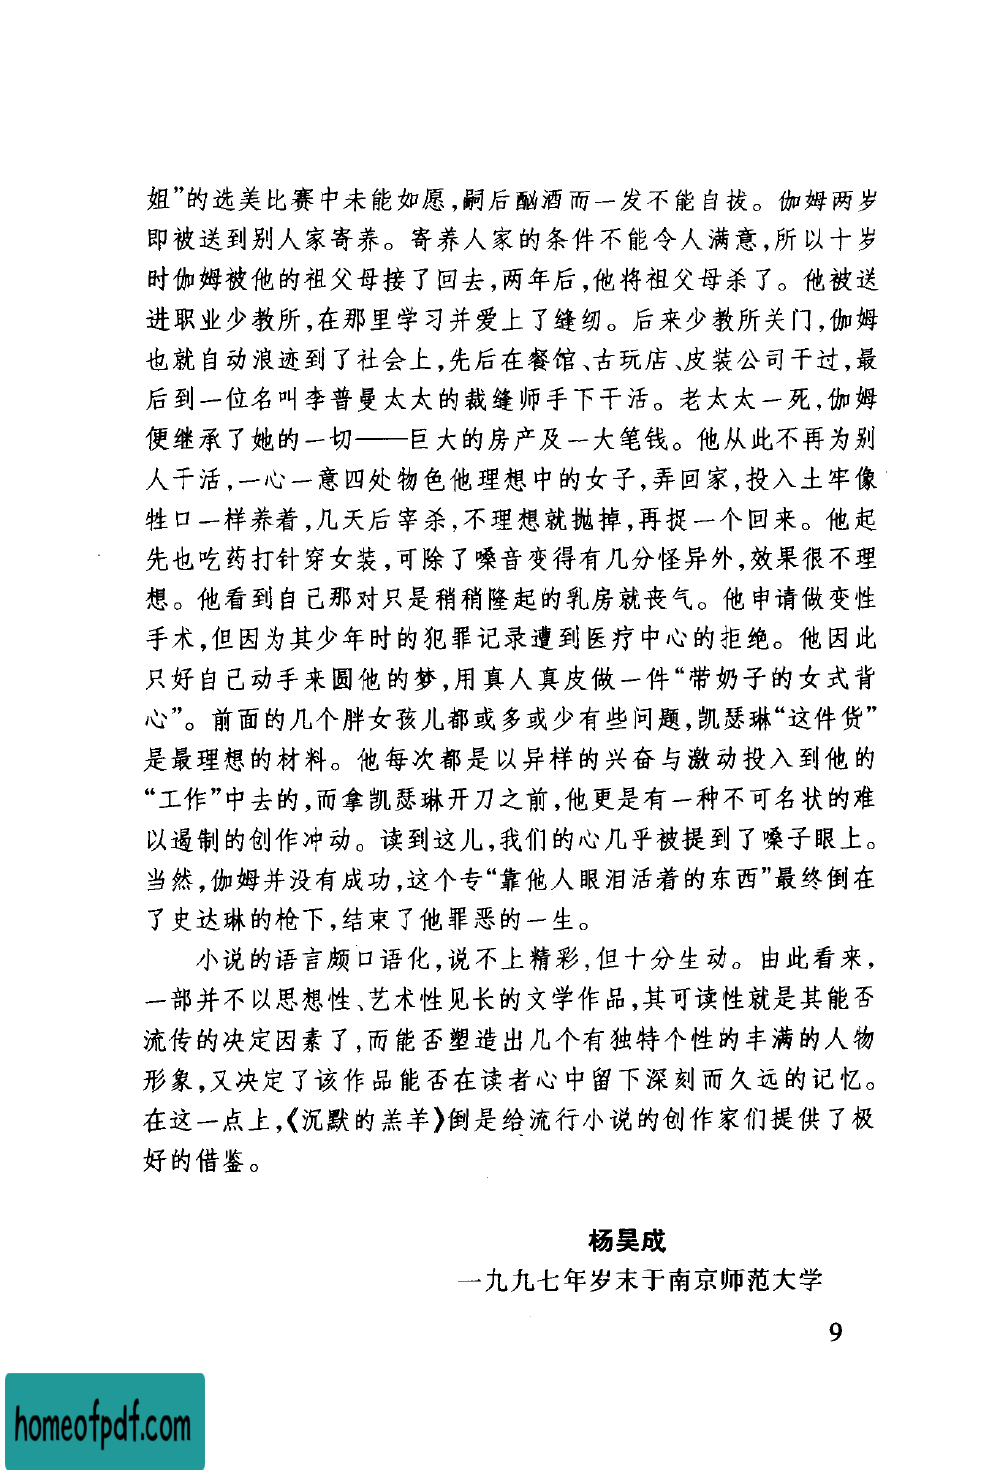 姐”的选美比赛中未能如愿,嗣后酗酒而一发不能自拔。伽姆两岁
即被送到别人家寄养。寄养人家的条件不能令人满意,所以十岁
时伽姆被他的祖父母接了回去,两年后,他将祖父母杀了。他被送
进职业少教所,在那里学习并爱上了缝纫。后来少教所关门,伽姆
也就自动浪迹到了社会上,先后在餐馆、古玩店、皮装公司干过,最
后到一位名叫李普曼太太的裁缝师手下干活。老太太一死,伽姆
便继承了她的一切——巨大的房产及一大笔钱。他从此不再为别
人干活,一心一意四处物色他理想中的女子,弄回家,投入土牢像
牲口一样养着,几天后宰杀,不理想就抛掉,再捉一个回来。他起
先也吃药打针穿女装,可除了嗓音变得有几分怪异外,效果很不理
想。他看到自己那对只是稍稍隆起的乳房就丧气。他申请做变性
手术,但因为其少年时的犯罪记录遭到医疗中心的拒绝。他因此
只好自己动手来圆他的梦,用真人真皮做一件“带奶子的女式背
心”。前面的几个胖女孩儿都或多或少有些问题,凯瑟琳“这件货”
是最理想的材料。他每次都是以异样的兴奋与激动投入到他的
“工作”中去的,而拿凯瑟琳开刀之前,他更是有一种不可名状的难
以遏制的创作冲动。读到这儿,我们的心几乎被提到了嗓子眼上。
当然,伽姆并没有成功,这个专“靠他人眼泪活着的东西”最终倒在
了史达琳的枪下,结束了他罪恶的一生。
小说的语言颇口语化,说不上精彩,但十分生动。由此看来,
一部并不以思想性、艺术性见长的文学作品,其可读性就是其能否
流传的决定因素了,而能否塑造出几个有独特个性的丰满的人物
形象,又决定了该作品能否在读者心中留下深刻而久远的记忆。
在这一点上,《沉默的羔羊》倒是给流行小说的创作家们提供了极
好的借鉴。
杨昊成
一九九七年岁末于南京师范大学
9
homeofpdf.com